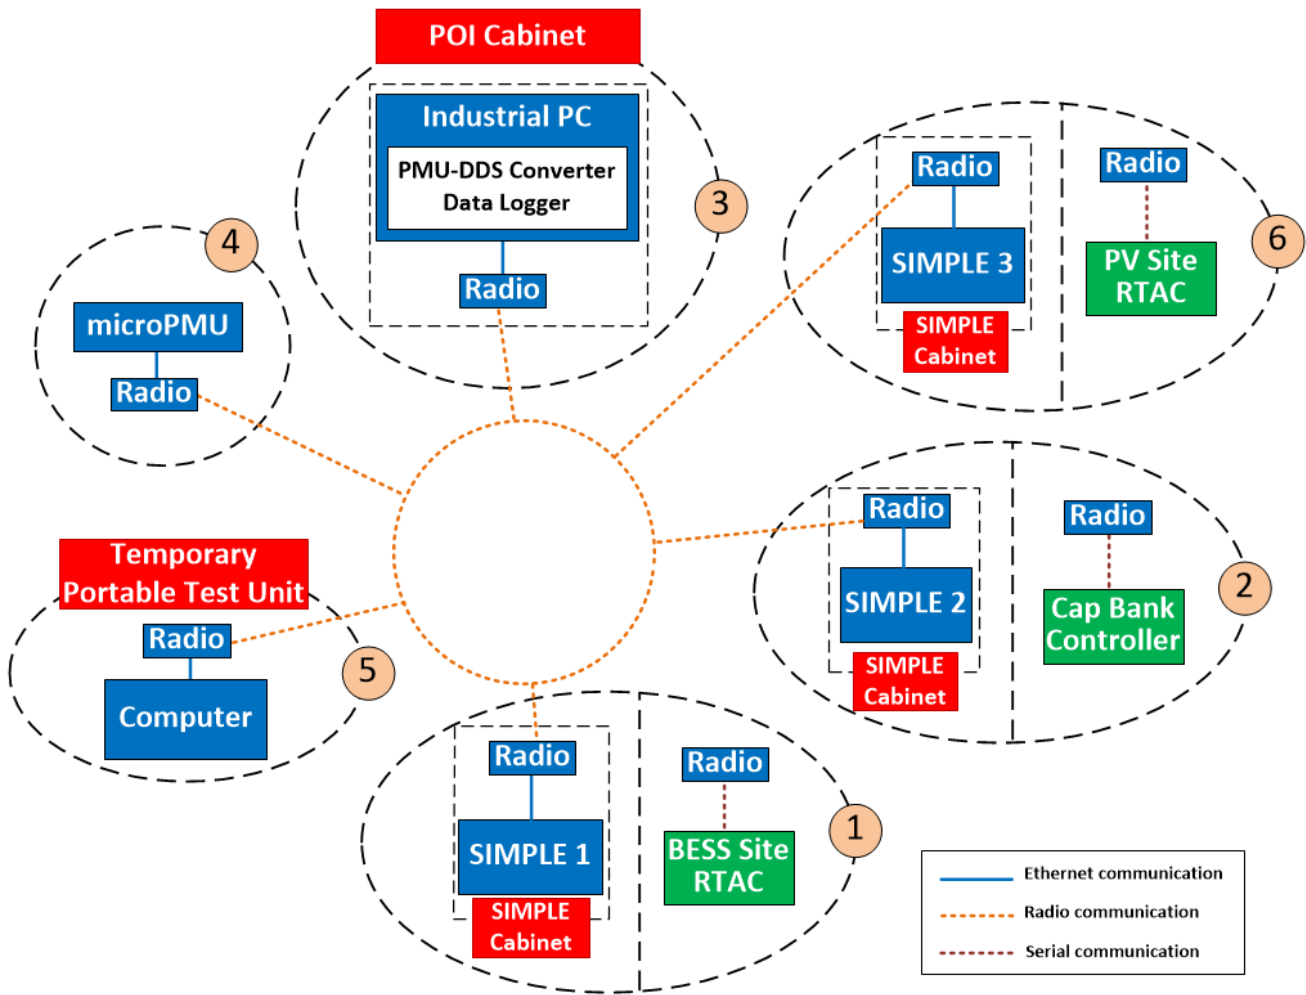 POI Cabinet
Industrial PC
PMU-DDS Converter
Data Logger
Radio
3
4
microPMU
Radio
Radio
SIMPLE 3
SIMPLE
Cabinet
Radio
PV Site
RTAC
6
Radio
SIMPLE 2
SIMPLE
Cabinet
Radio
Cap Bank
Controller
2
Temporary
Portable Test Unit
Radio
Computer
5
Radio
SIMPLE 1
SIMPLE
Cabinet
Radio
BESS Site
RTAC
1
Ethernet communication
Radio communication
Serial communication